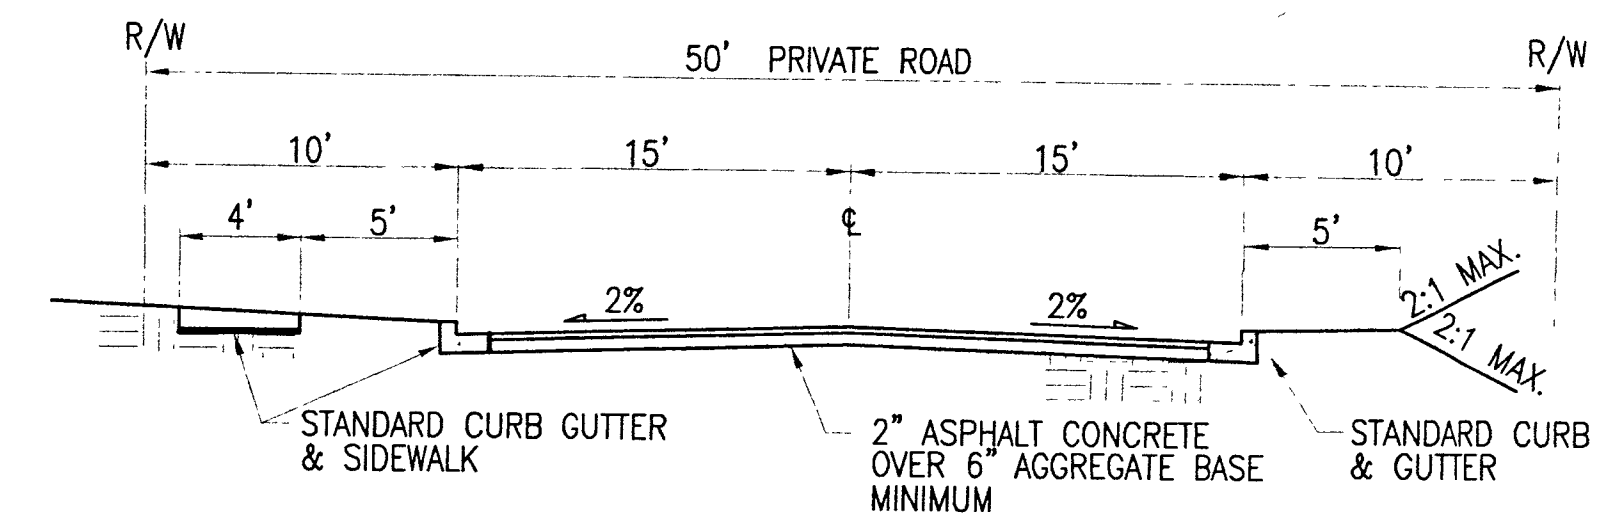 R/W
50' PRIVATE ROAD
R/W
10'
15'
15'
10'
4'
5'
℄
5'
2%
2%
2:1 MAX.
2:1 MAX.
STANDARD CURB GUTTER
& SIDEWALK
2" ASPHALT CONCRETE
OVER 6" AGGREGATE BASE
MINIMUM
STANDARD CURB
& GUTTER